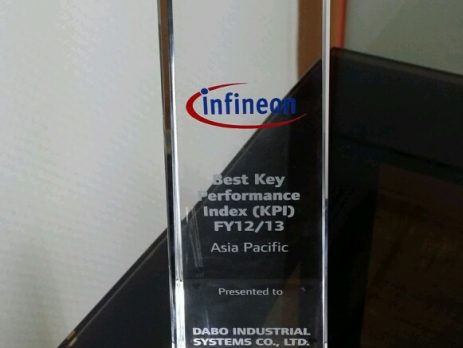 infineon
Best Key
Performance
Index (KPI)
FY12/13
Asia Pacific
Presented to
DABO INDUSTRIAL
SYSTEMS CO., LTD.